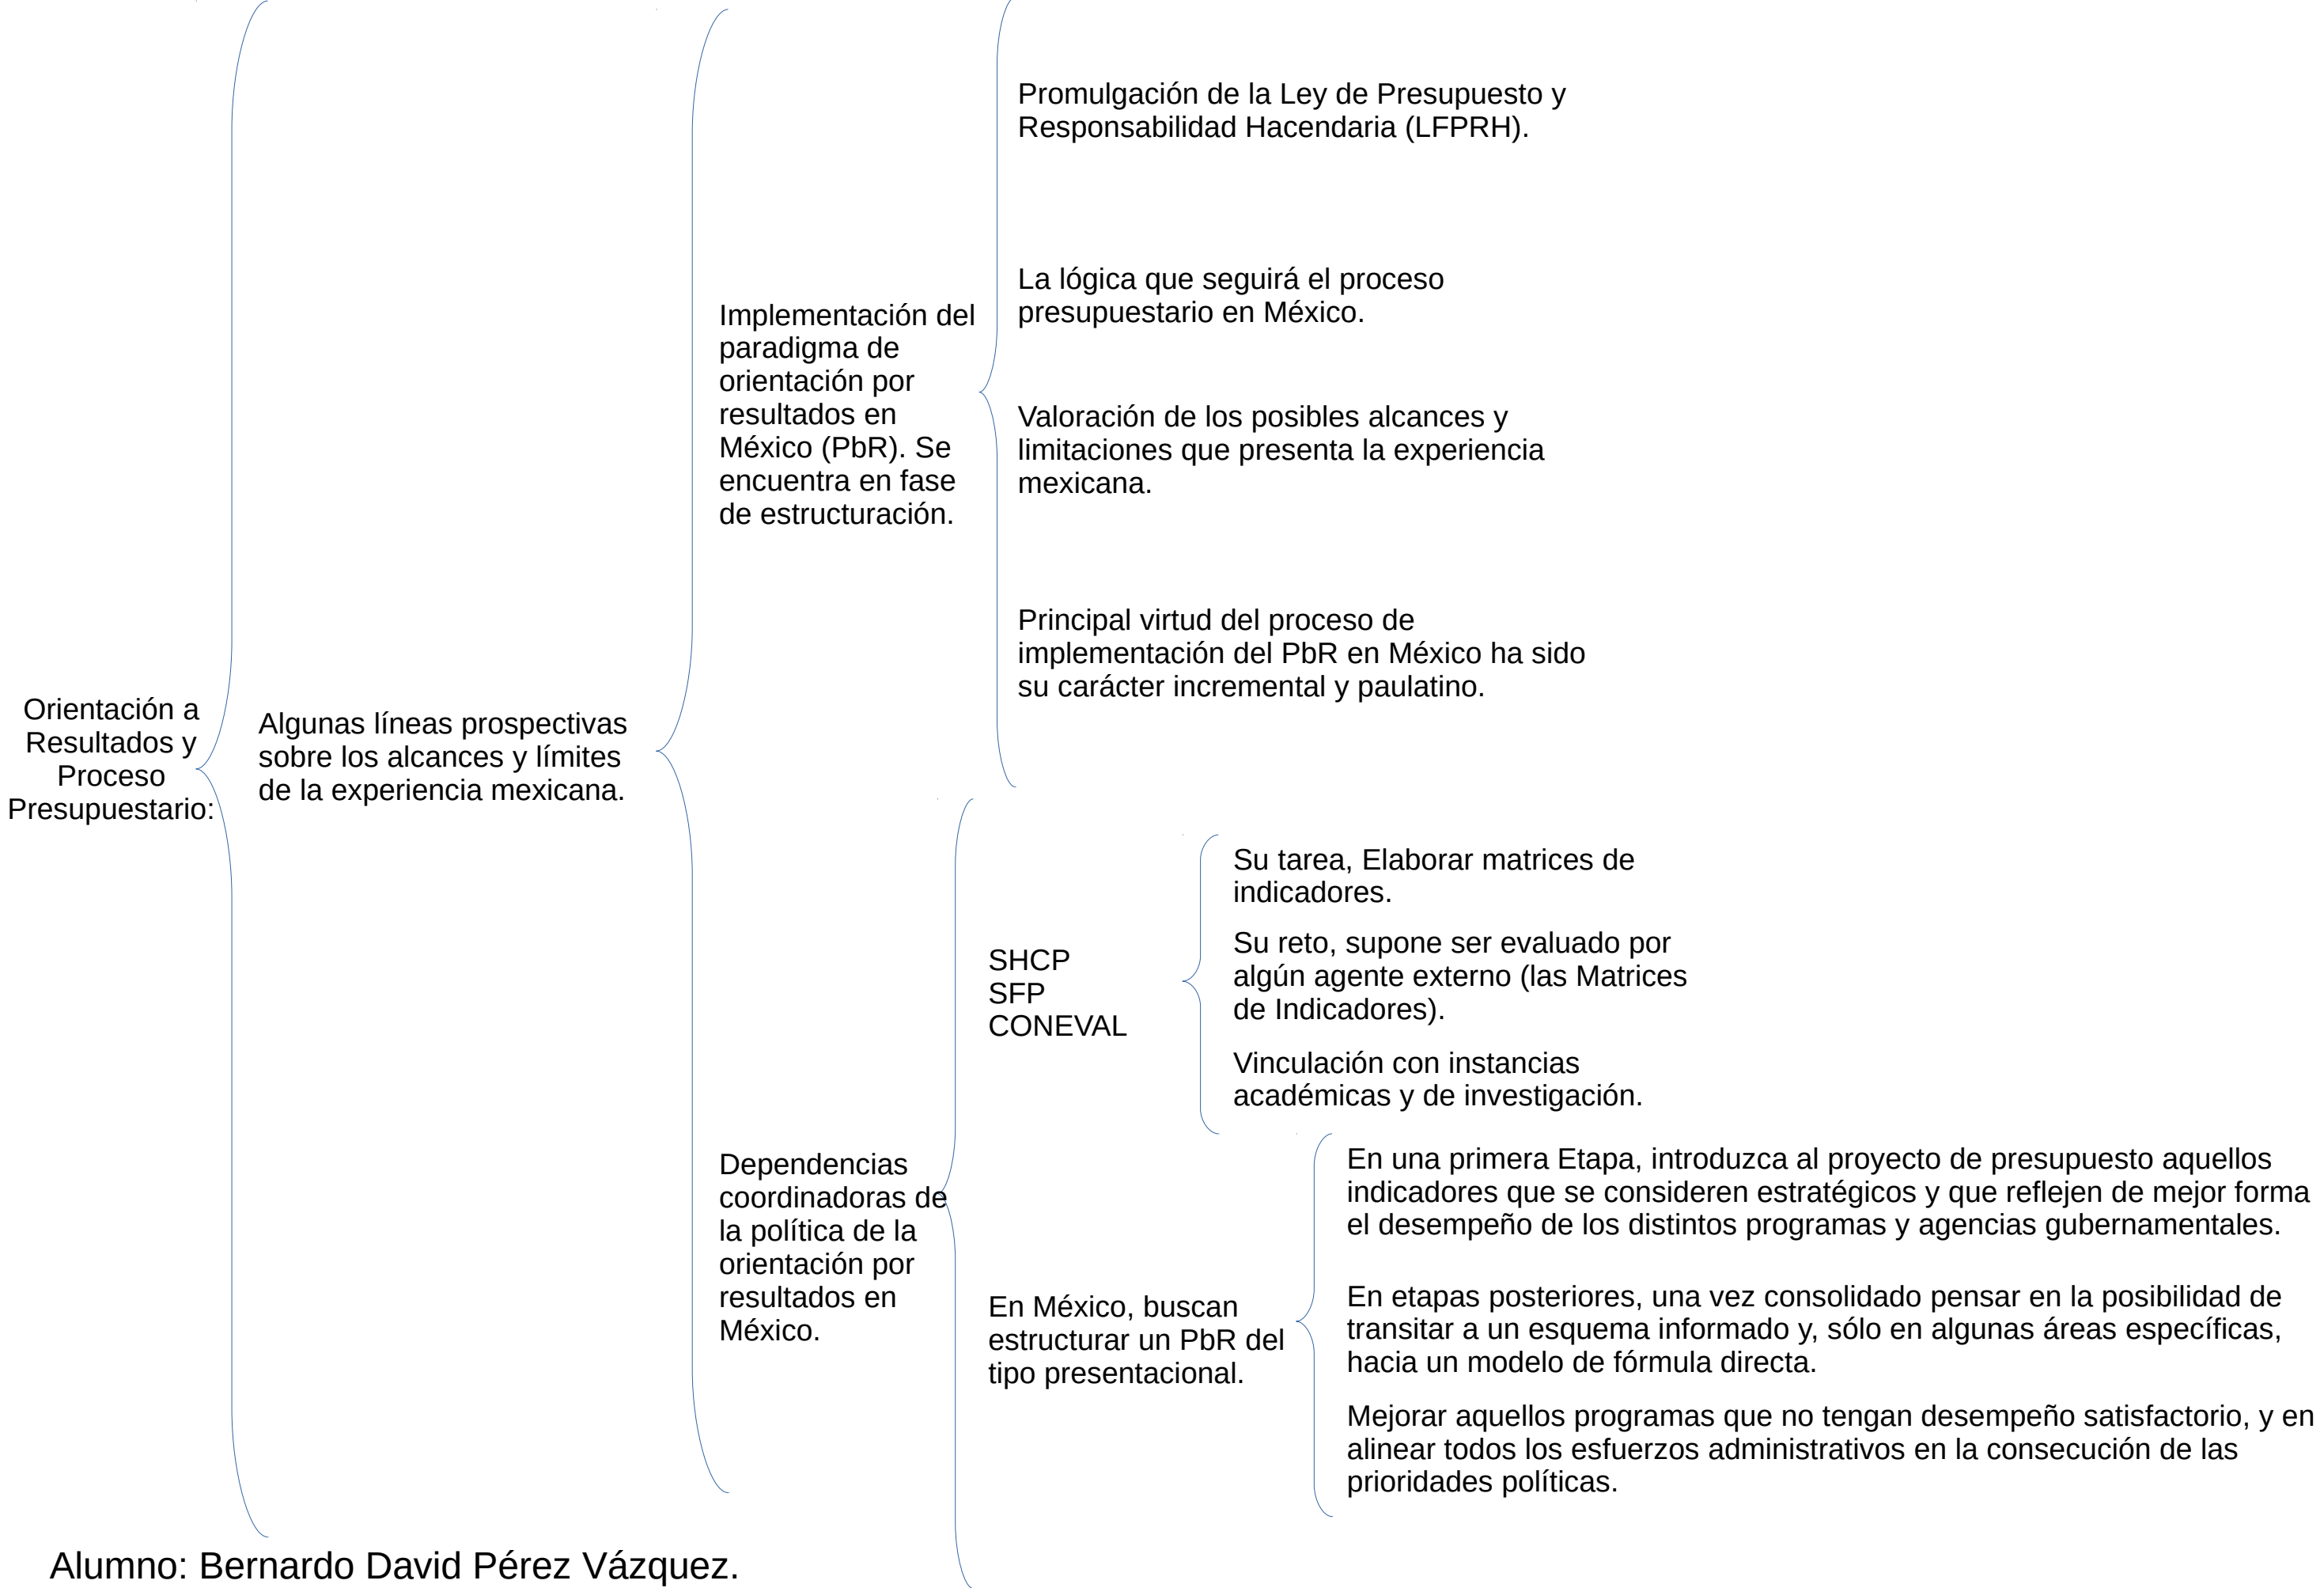 Orientación a
Resultados y
Proceso
Presupuestario:
Algunas líneas prospectivas
sobre los alcances y límites
de la experiencia mexicana.
Implementación del
paradigma de
orientación por
resultados en
México (PbR). Se
encuentra en fase
de estructuración.
Promulgación de la Ley de Presupuesto y
Responsabilidad Hacendaria (LFPRH).
La lógica que seguirá el proceso
presupuestario en México.
Valoración de los posibles alcances y
limitaciones que presenta la experiencia
mexicana.
Principal virtud del proceso de
implementación del PbR en México ha sido
su carácter incremental y paulatino.
Dependencias
coordinadoras de
la política de la
orientación por
resultados en
México.
SHCP
SFP
CONEVAL
Su tarea, Elaborar matrices de
indicadores.
Su reto, supone ser evaluado por
algún agente externo (las Matrices
de Indicadores).
Vinculación con instancias
académicas y de investigación.
En México, buscan
estructurar un PbR del
tipo presentacional.
En una primera Etapa, introduzca al proyecto de presupuesto aquellos
indicadores que se consideren estratégicos y que reflejen de mejor forma
el desempeño de los distintos programas y agencias gubernamentales.
En etapas posteriores, una vez consolidado pensar en la posibilidad de
transitar a un esquema informado y, sólo en algunas áreas específicas,
hacia un modelo de fórmula directa.
Mejorar aquellos programas que no tengan desempeño satisfactorio, y en
alinear todos los esfuerzos administrativos en la consecución de las
prioridades políticas.
Alumno: Bernardo David Pérez Vázquez.